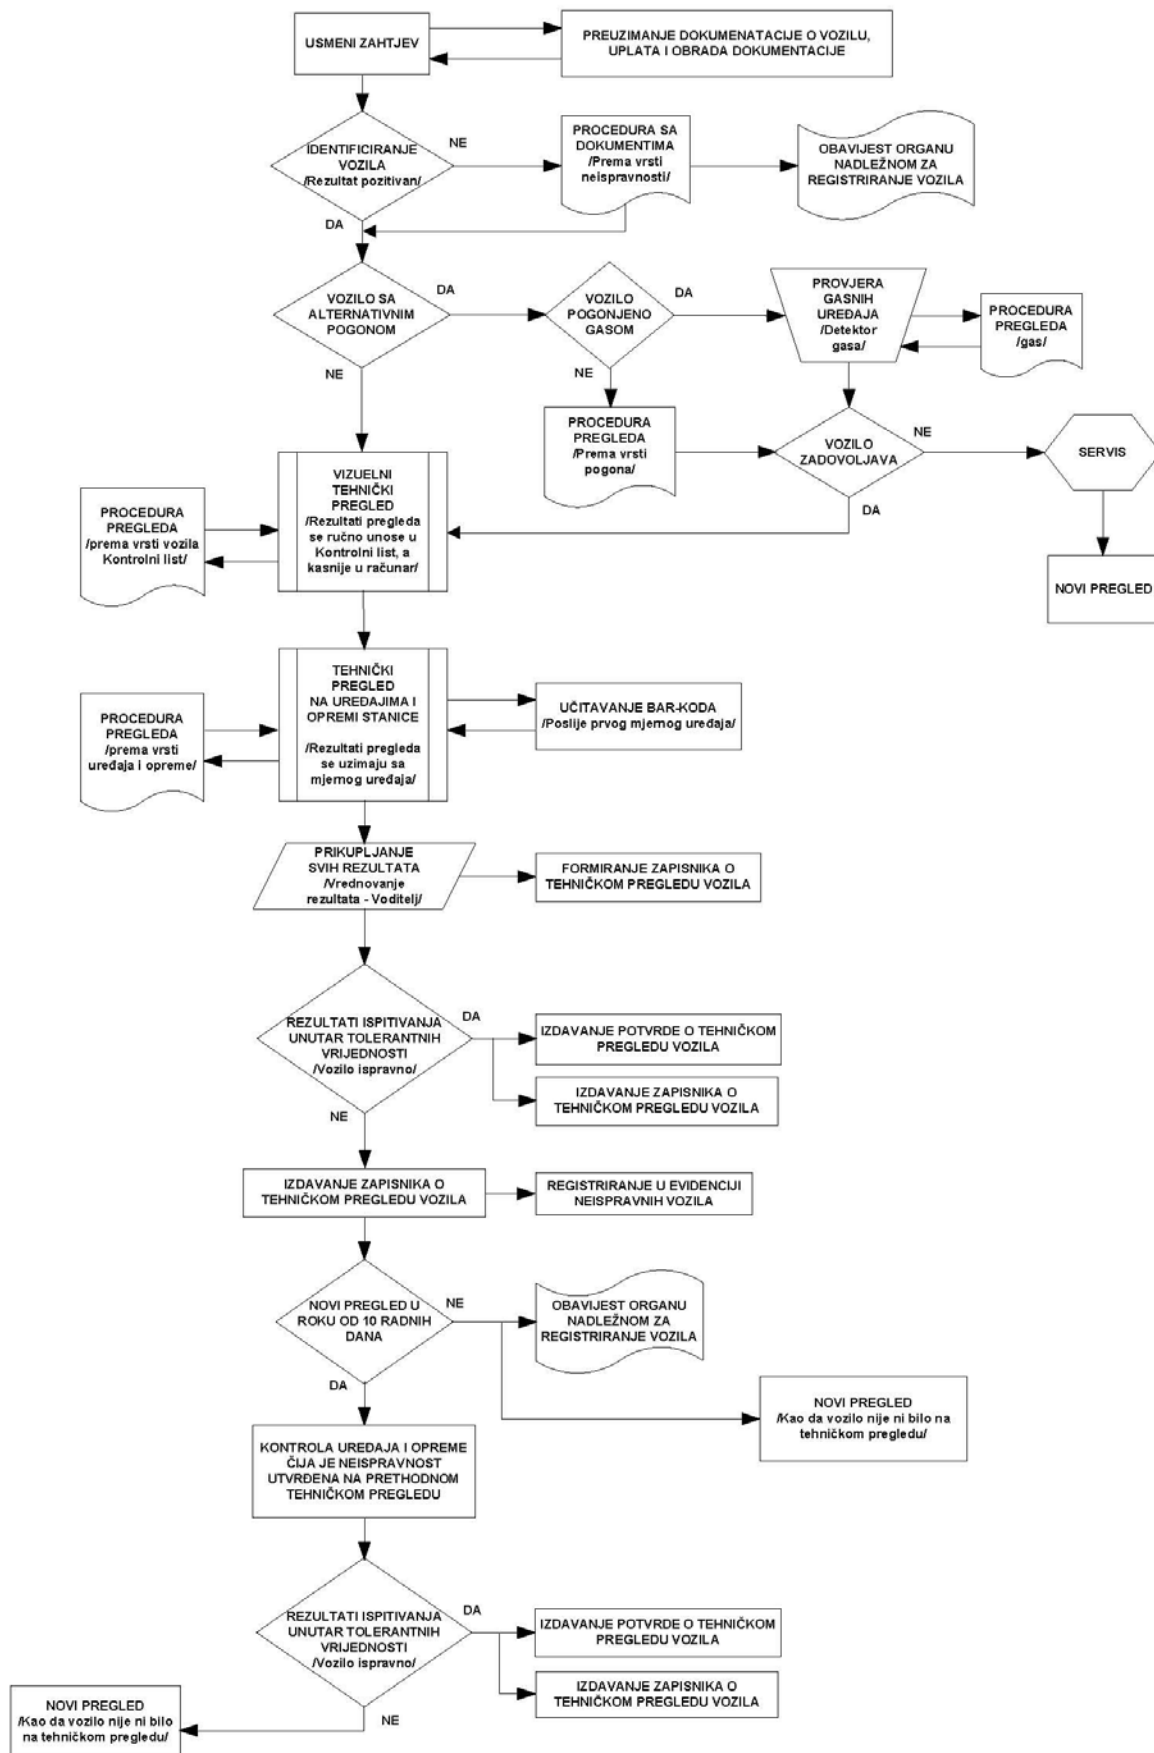 USMENI ZAHTJEV
PREUZIMANJE DOKUMENATACIJE O VOZILU,
UPLATA I OBRADA DOKUMENTACIJE
IDENTIFICIRANJE
VOZILA
/Rezultat pozitivan/
NE
PROCEDURA SA
DOKUMENTIMA
/Prema vrsti
neispravnosti/
OBAVIJEST ORGANU
NADLEŽNOM ZA
REGISTRIRANJE VOZILA
DA
VOZILO SA
ALTERNATIVNIM
POGONOM
DA
VOZILO
POGONJENO
GASOM
DA
PROVJERA
GASNIH
UREĐAJA
/Detektor
gasa/
PROCEDURA
PREGLEDA
/gas/
NE
NE
PROCEDURA
PREGLEDA
/Prema vrsti
pogona/
VOZILO
ZADOVOLJAVA
NE
SERVIS
DA
NOVI PREGLED
PROCEDURA
PREGLEDA
/prema vrsti vozila
Kontrolni list/
VIZUELNI
TEHNIČKI
PREGLED
/Rezultati pregleda
se ručno unose u
Kontrolni list, a
kasnije u računar/
PROCEDURA
PREGLEDA
/prema vrsti
uređaja i opreme/
TEHNIČKI
PREGLED
NA UREĐAJIMA I
OPREMI STANICE
/Rezultati pregleda
se uzimaju sa
mjernog uređaja/
UČITAVANJE BAR-KODA
/Poslije prvog mjernog uređaja/
PRIKUPLJANJE
SVIH REZULTATA
/Vrednovanje
rezultata - Voditelj/
FORMIRANJE ZAPISNIKA O
TEHNIČKOM PREGLEDU VOZILA
REZULTATI ISPITIVANJA
UNUTAR TOLERANTNIH
VRIJEDNOSTI
/Vozilo ispravno/
DA
IZDAVANJE POTVRDE O TEHNIČKOM
PREGLEDU VOZILA
IZDAVANJE ZAPISNIKA O
TEHNIČKOM PREGLEDU VOZILA
NE
IZDAVANJE ZAPISNIKA O
TEHNIČKOM PREGLEDU VOZILA
REGISTRIRANJE U EVIDENCIJI
NEISPRAVNIH VOZILA
NOVI PREGLED U
ROKU OD 10 RADNIH
DANA
NE
OBAVIJEST ORGANU
NADLEŽNOM ZA
REGISTRIRANJE VOZILA
DA
NOVI PREGLED
/Kao da vozilo nije ni bilo na
tehničkom pregledu/
KONTROLA UREĐAJA I OPREME
ČIJA JE NEISPRAVNOST
UTVRĐENA NA PRETHODNOM
TEHNIČKOM PREGLEDU
REZULTATI ISPITIVANJA
UNUTAR TOLERANTNIH
VRIJEDNOSTI
/Vozilo ispravno/
DA
IZDAVANJE POTVRDE O TEHNIČKOM
PREGLEDU VOZILA
IZDAVANJE ZAPISNIKA O
TEHNIČKOM PREGLEDU VOZILA
NE
NOVI PREGLED
/Kao da vozilo nije ni bilo
na tehničkom pregledu/